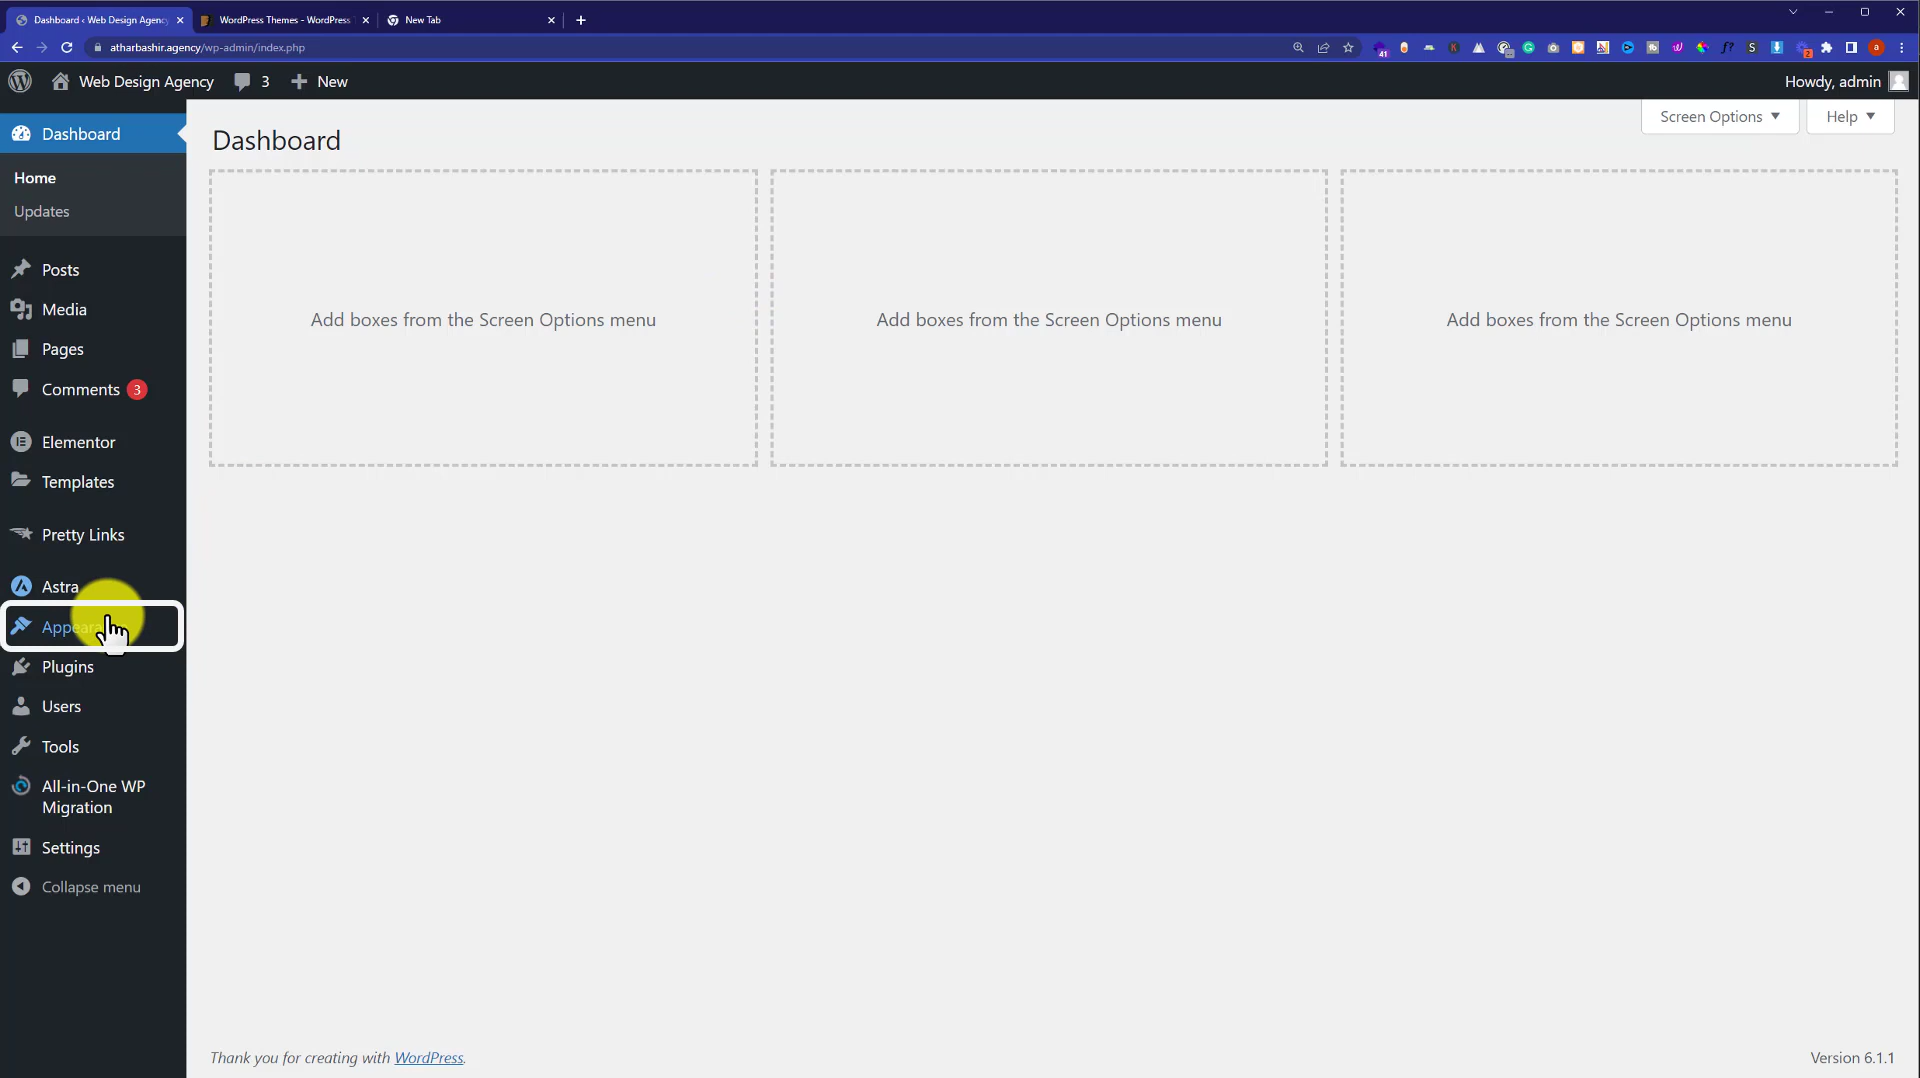 Dashboard ‹ Web Design Agency
WordPress Themes - WordPress
New Tab
atharbashir.agency/wp-admin/index.php
Web Design Agency
3
New
Howdy, admin
Dashboard
Home
Updates
Posts
Media
Pages
Comments 3
Elementor
Templates
Pretty Links
Astra
Plugins
Users
Tools
All-in-One WP
Migration
Settings
Collapse menu
Dashboard
Screen Options
Help
Add boxes from the Screen Options menu
Add boxes from the Screen Options menu
Add boxes from the Screen Options menu
Thank you for creating with WordPress.
Version 6.1.1